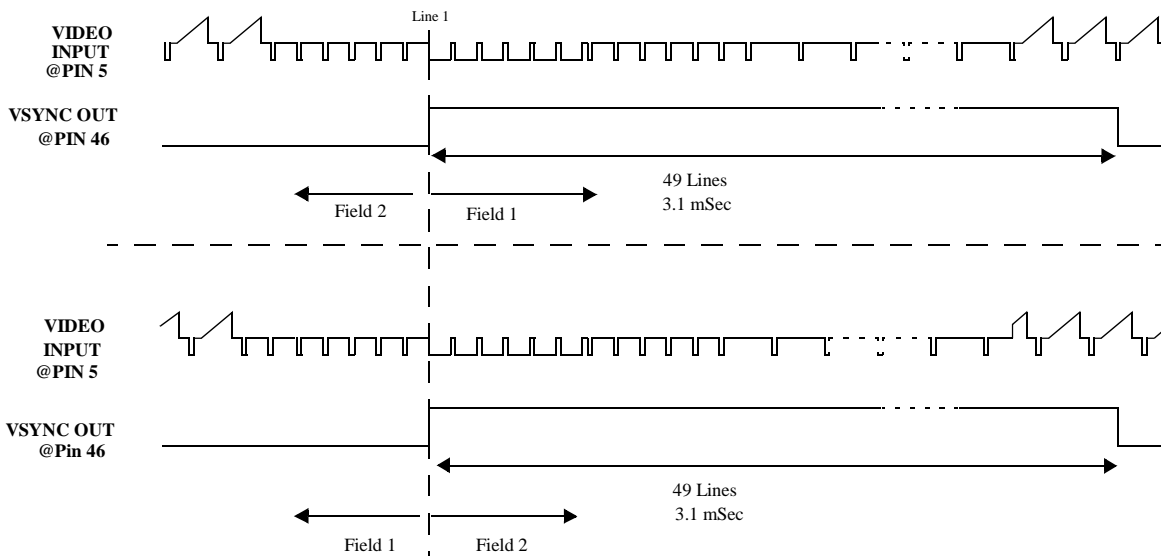 Line 1
VIDEO
INPUT
@PIN 5
VSYNC OUT
@PIN 46
49 Lines
3.1 mSec
Field 2
Field 1
VIDEO
INPUT
@PIN 5
VSYNC OUT
@Pin 46
49 Lines
3.1 mSec
Field 1
Field 2